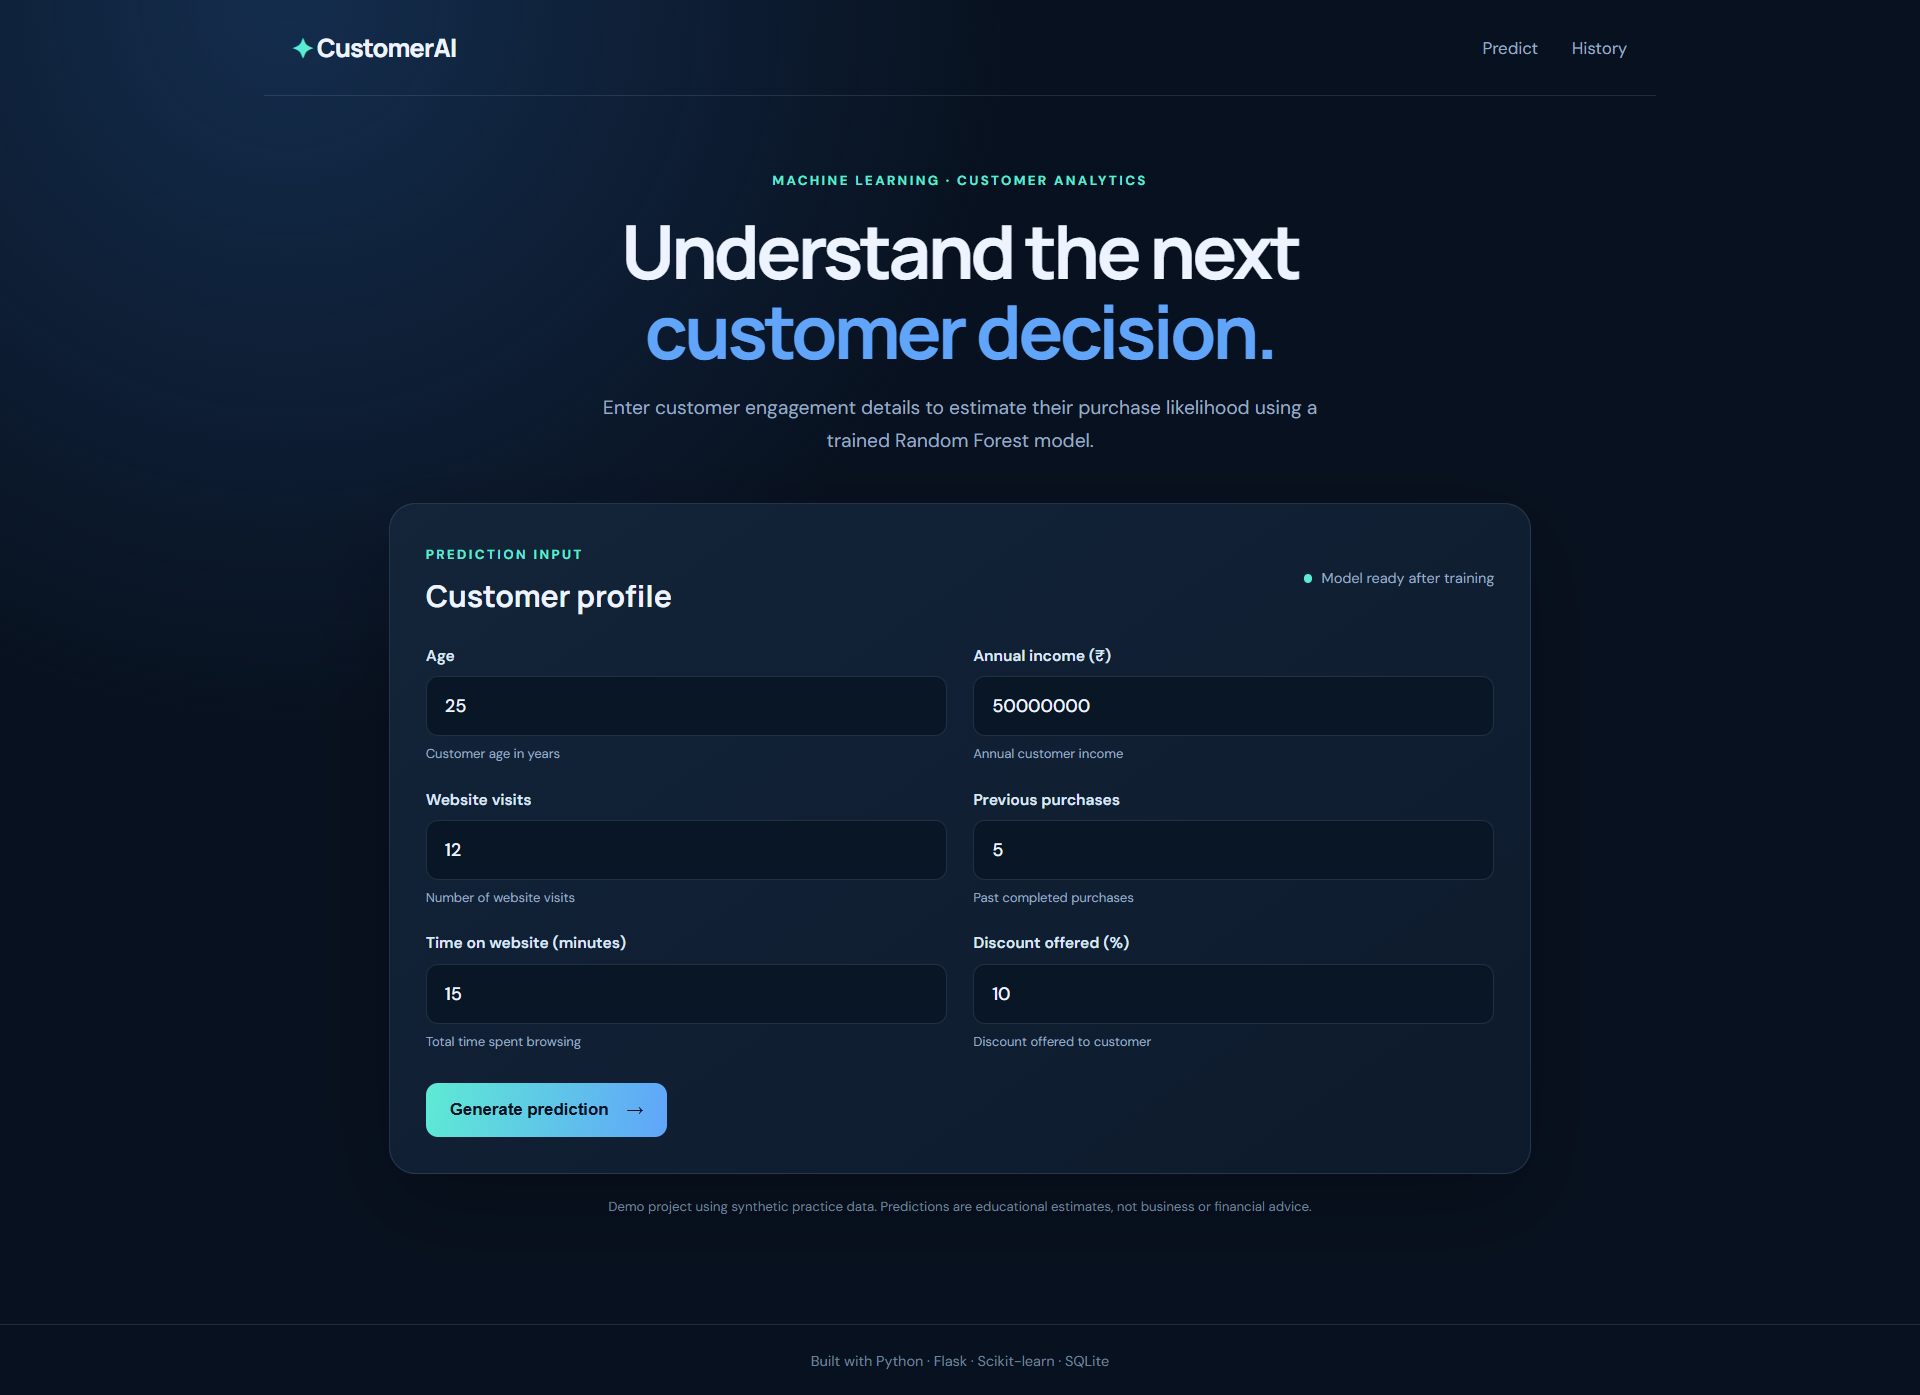 CustomerAI
Predict
History
MACHINE LEARNING · CUSTOMER ANALYTICS
Understand the next
customer decision.
Enter customer engagement details to estimate their purchase likelihood using a
trained Random Forest model.
PREDICTION INPUT
Customer profile
Model ready after training
Age
25
Customer age in years
Annual income (₹)
50000000
Annual customer income
Website visits
12
Number of website visits
Previous purchases
5
Past completed purchases
Time on website (minutes)
15
Total time spent browsing
Discount offered (%)
10
Discount offered to customer
Generate prediction →
Demo project using synthetic practice data. Predictions are educational estimates, not business or financial advice.
Built with Python · Flask · Scikit-learn · SQLite